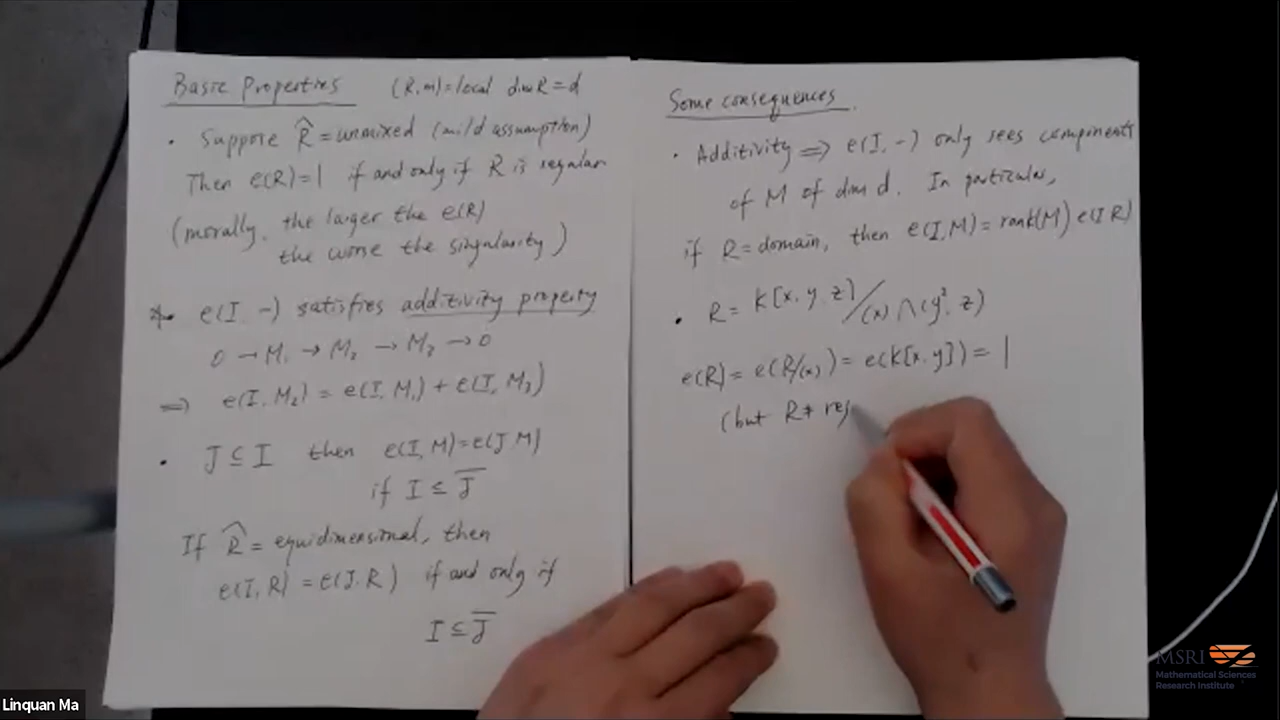 Basic Properties (R,m)=local dim R=d
· Suppose R̂ = unmixed (mild assumption)
Then e(R)=1 if and only if R is regular
(morally, the larger the e(R)
the worse the singularity)
* e(I,-) satisfies additivity property
0→M₁→M₂→M₃→0
⇒ e(I,M₂)=e(I,M₁)+e(I,M₃)
· J⊆I then e(I,M)=e(J,M)
if I⊆J̅
If R̂ = equidimensional, then
e(I,R)=e(J,R) if and only if
I⊆J̅
Some consequences
· Additivity ⇒ e(I,-) only sees components
of M of dim d. In particular,
if R=domain, then e(I,M)=rank(M) e(I,R)
· R = K[x,y,z]/(x)∩(y²,z)
e(R)=e(R/(x))=e(K[x,y])=1
(but R≠reg
Linquan Ma
MSRI
Mathematical Sciences
Research Institute